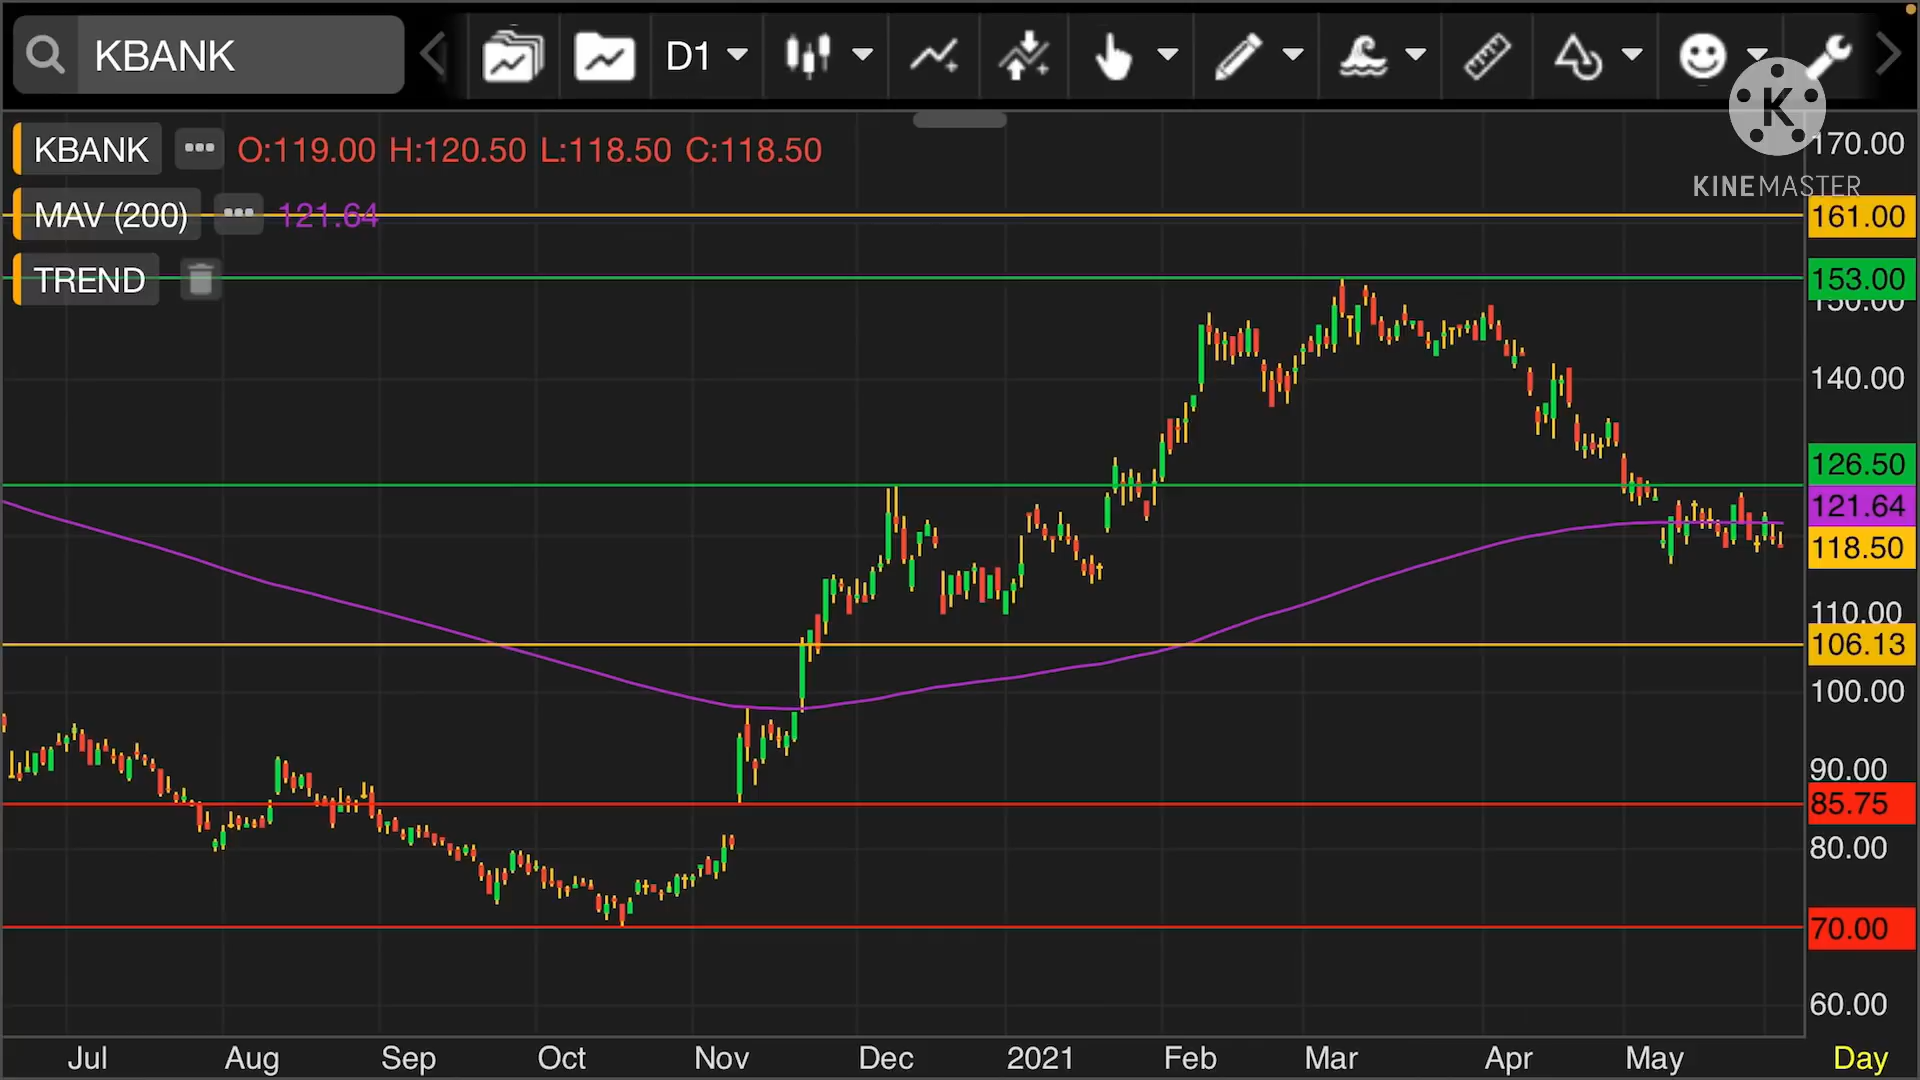 KBANK D1
KBANK O:119.00 H:120.50 L:118.50 C:118.50
MAV (200) 121.64
TREND
K
KINEMASTER
170.00
161.00
153.00
150.00
140.00
126.50
121.64
118.50
110.00
106.13
100.00
90.00
85.75
80.00
70.00
60.00
Jul Aug Sep Oct Nov Dec 2021 Feb Mar Apr May Day